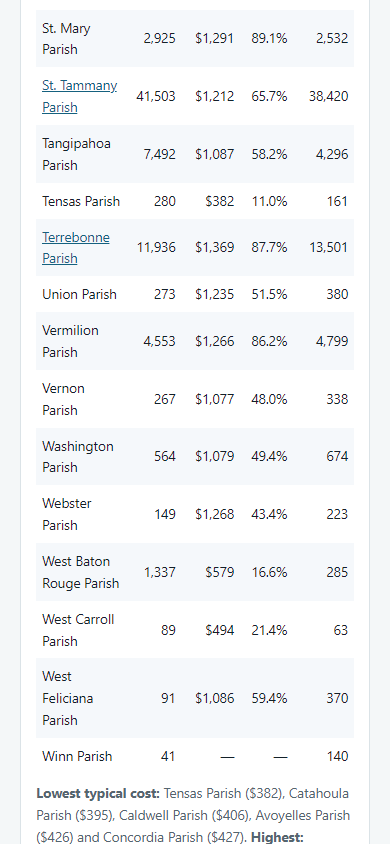 St. Mary
Parish 2,925 $1,291 89.1% 2,532
St. Tammany
Parish 41,503 $1,212 65.7% 38,420
Tangipahoa
Parish 7,492 $1,087 58.2% 4,296
Tensas Parish 280 $382 11.0% 161
Terrebonne
Parish 11,936 $1,369 87.7% 13,501
Union Parish 273 $1,235 51.5% 380
Vermilion
Parish 4,553 $1,266 86.2% 4,799
Vernon
Parish 267 $1,077 48.0% 338
Washington
Parish 564 $1,079 49.4% 674
Webster
Parish 149 $1,268 43.4% 223
West Baton
Rouge Parish 1,337 $579 16.6% 285
West Carroll
Parish 89 $494 21.4% 63
West
Feliciana 91 $1,086 59.4% 370
Parish
Winn Parish 41 — — 140
Lowest typical cost: Tensas Parish ($382), Catahoula
Parish ($395), Caldwell Parish ($406), Avoyelles Parish
($426) and Concordia Parish ($427). Highest: